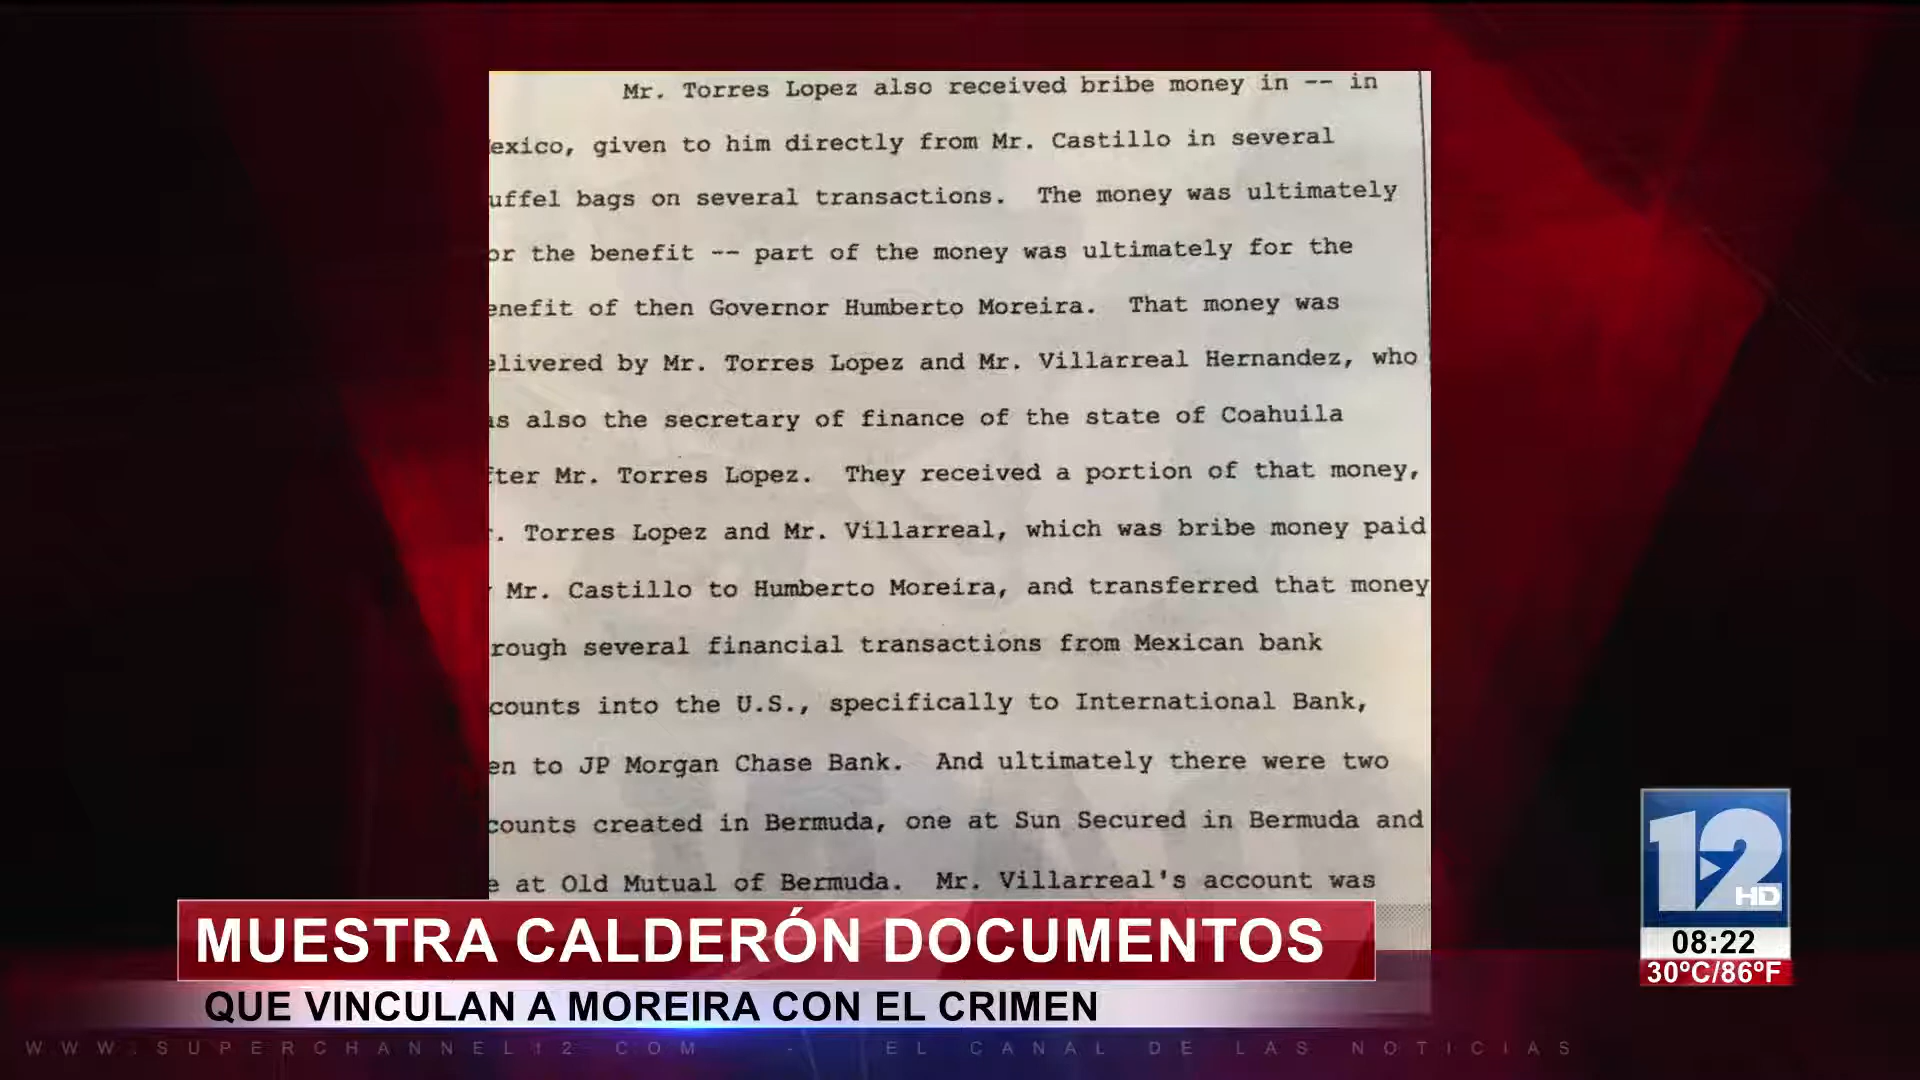 Mr. Torres Lopez also received bribe money in -- in
exico, given to him directly from Mr. Castillo in several
uffel bags on several transactions. The money was ultimately
or the benefit -- part of the money was ultimately for the
enefit of then Governor Humberto Moreira. That money was
elivered by Mr. Torres Lopez and Mr. Villarreal Hernandez, who
s also the secretary of finance of the state of Coahuila
fter Mr. Torres Lopez. They received a portion of that money,
. Torres Lopez and Mr. Villarreal, which was bribe money paid
Mr. Castillo to Humberto Moreira, and transferred that money
rough several financial transactions from Mexican bank
counts into the U.S., specifically to International Bank,
en to JP Morgan Chase Bank. And ultimately there were two
counts created in Bermuda, one at Sun Secured in Bermuda and
e at Old Mutual of Bermuda. Mr. Villarreal's account was
MUESTRA CALDERÓN DOCUMENTOS
QUE VINCULAN A MOREIRA CON EL CRIMEN
12 HD
08:22
30ºC/86ºF
WWW.SUPERCHANNEL12.COM - EL CANAL DE LAS NOTICIAS